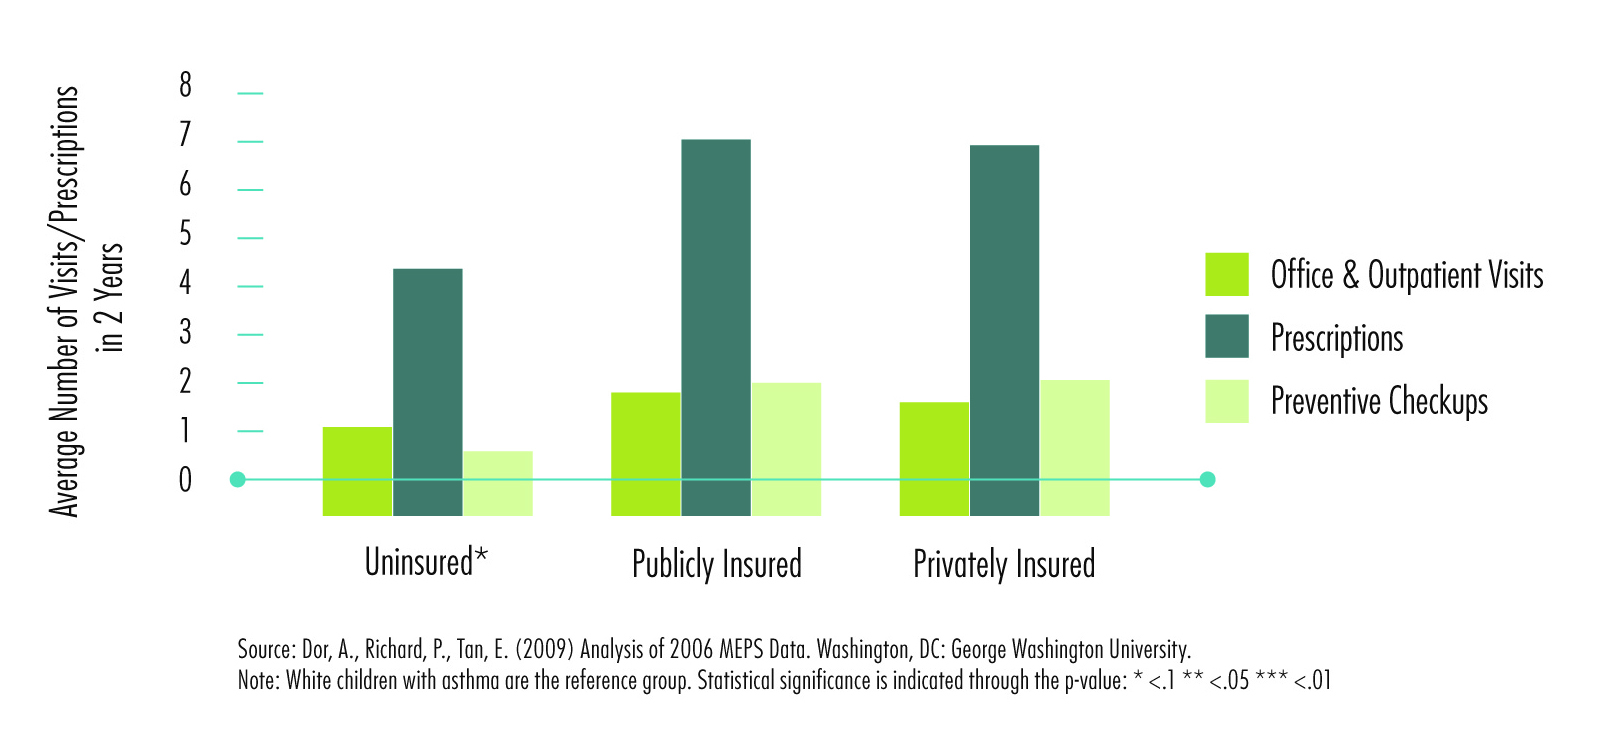 Average Number of Visits/Prescriptions
in 2 Years
8
7
6
5
4
3
2
1
0
Uninsured*
Publicly Insured
Privately Insured
Office & Outpatient Visits
Prescriptions
Preventive Checkups
Source: Dor, A., Richard, P., Tan, E. (2009) Analysis of 2006 MEPS Data. Washington, DC: George Washington University.
Note: White children with asthma are the reference group. Statistical significance is indicated through the p-value: * <.1 ** <.05 *** <.01